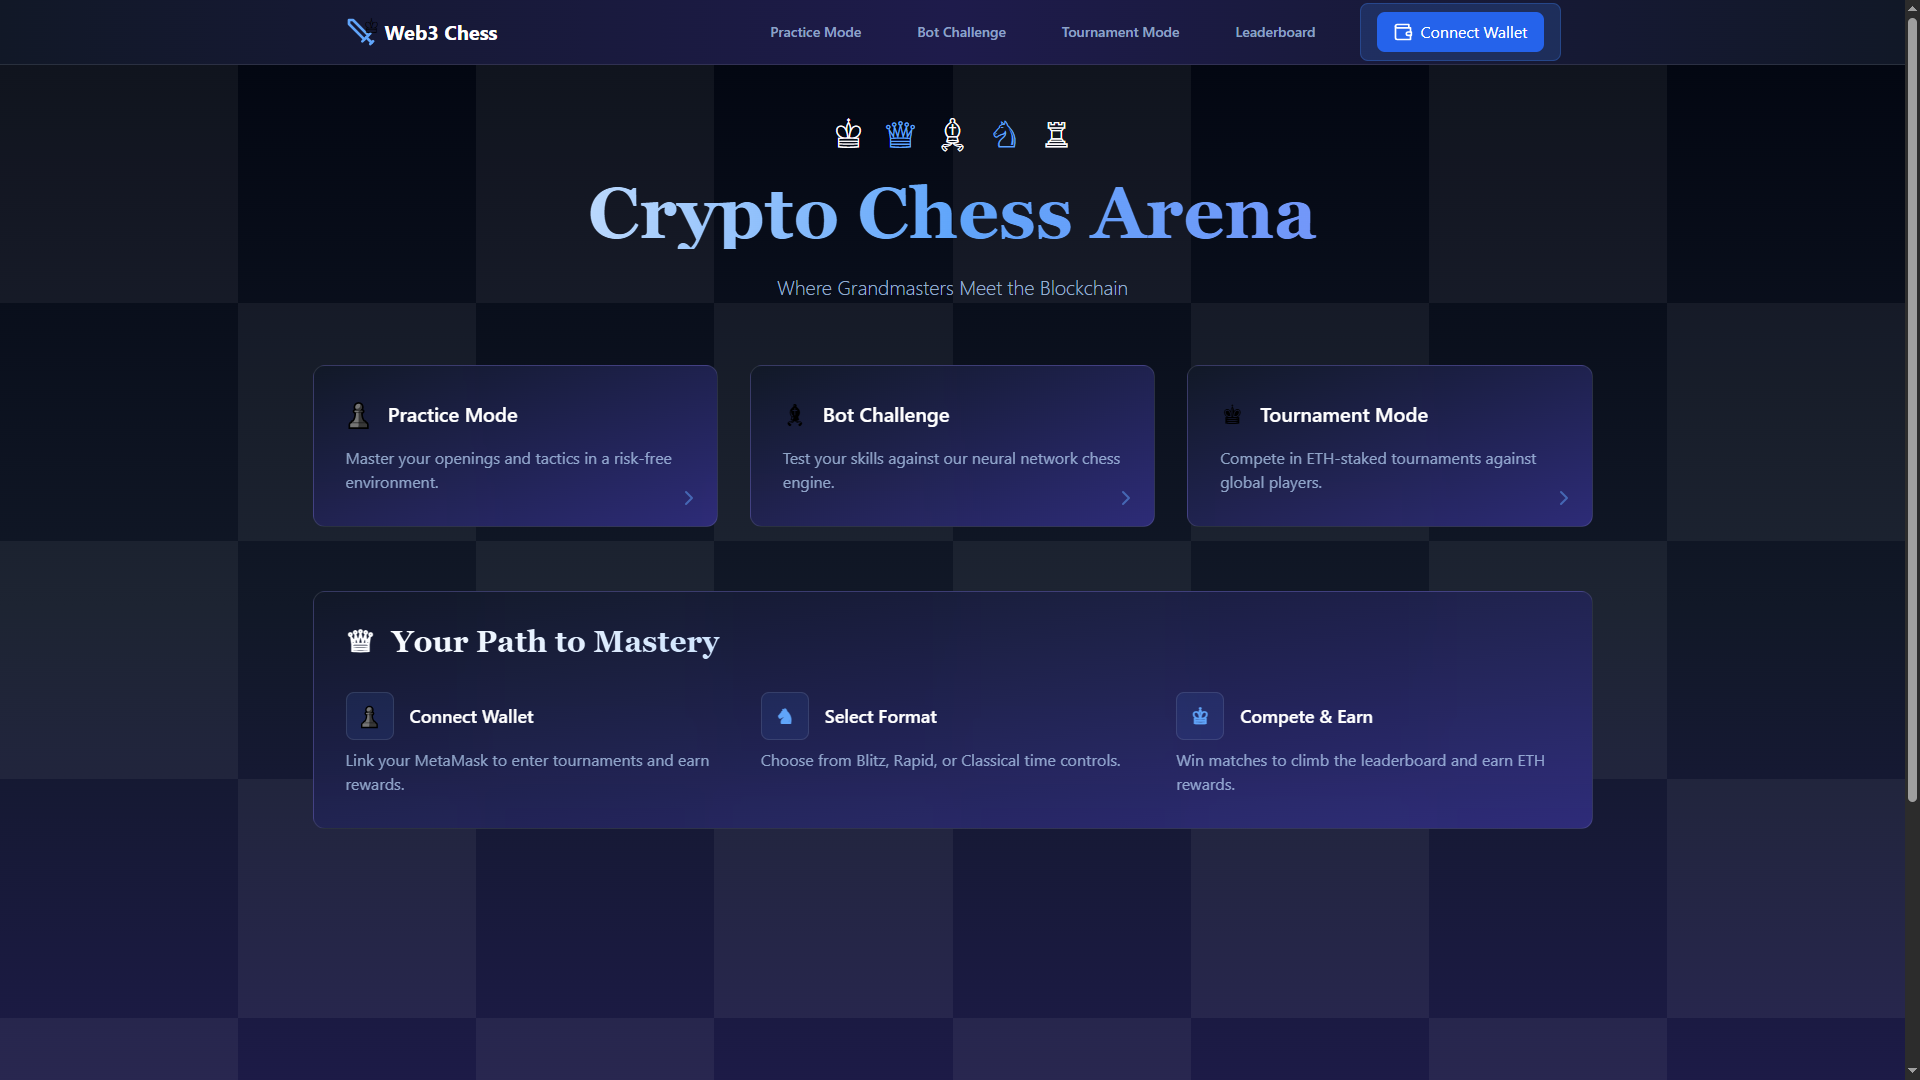 Web3 Chess
Practice Mode
Bot Challenge
Tournament Mode
Leaderboard
Connect Wallet
Crypto Chess Arena
Where Grandmasters Meet the Blockchain
Practice Mode
Master your openings and tactics in a risk-free
environment.
Bot Challenge
Test your skills against our neural network chess
engine.
Tournament Mode
Compete in ETH-staked tournaments against
global players.
Your Path to Mastery
Connect Wallet
Link your MetaMask to enter tournaments and earn
rewards.
Select Format
Choose from Blitz, Rapid, or Classical time controls.
Compete & Earn
Win matches to climb the leaderboard and earn ETH
rewards.